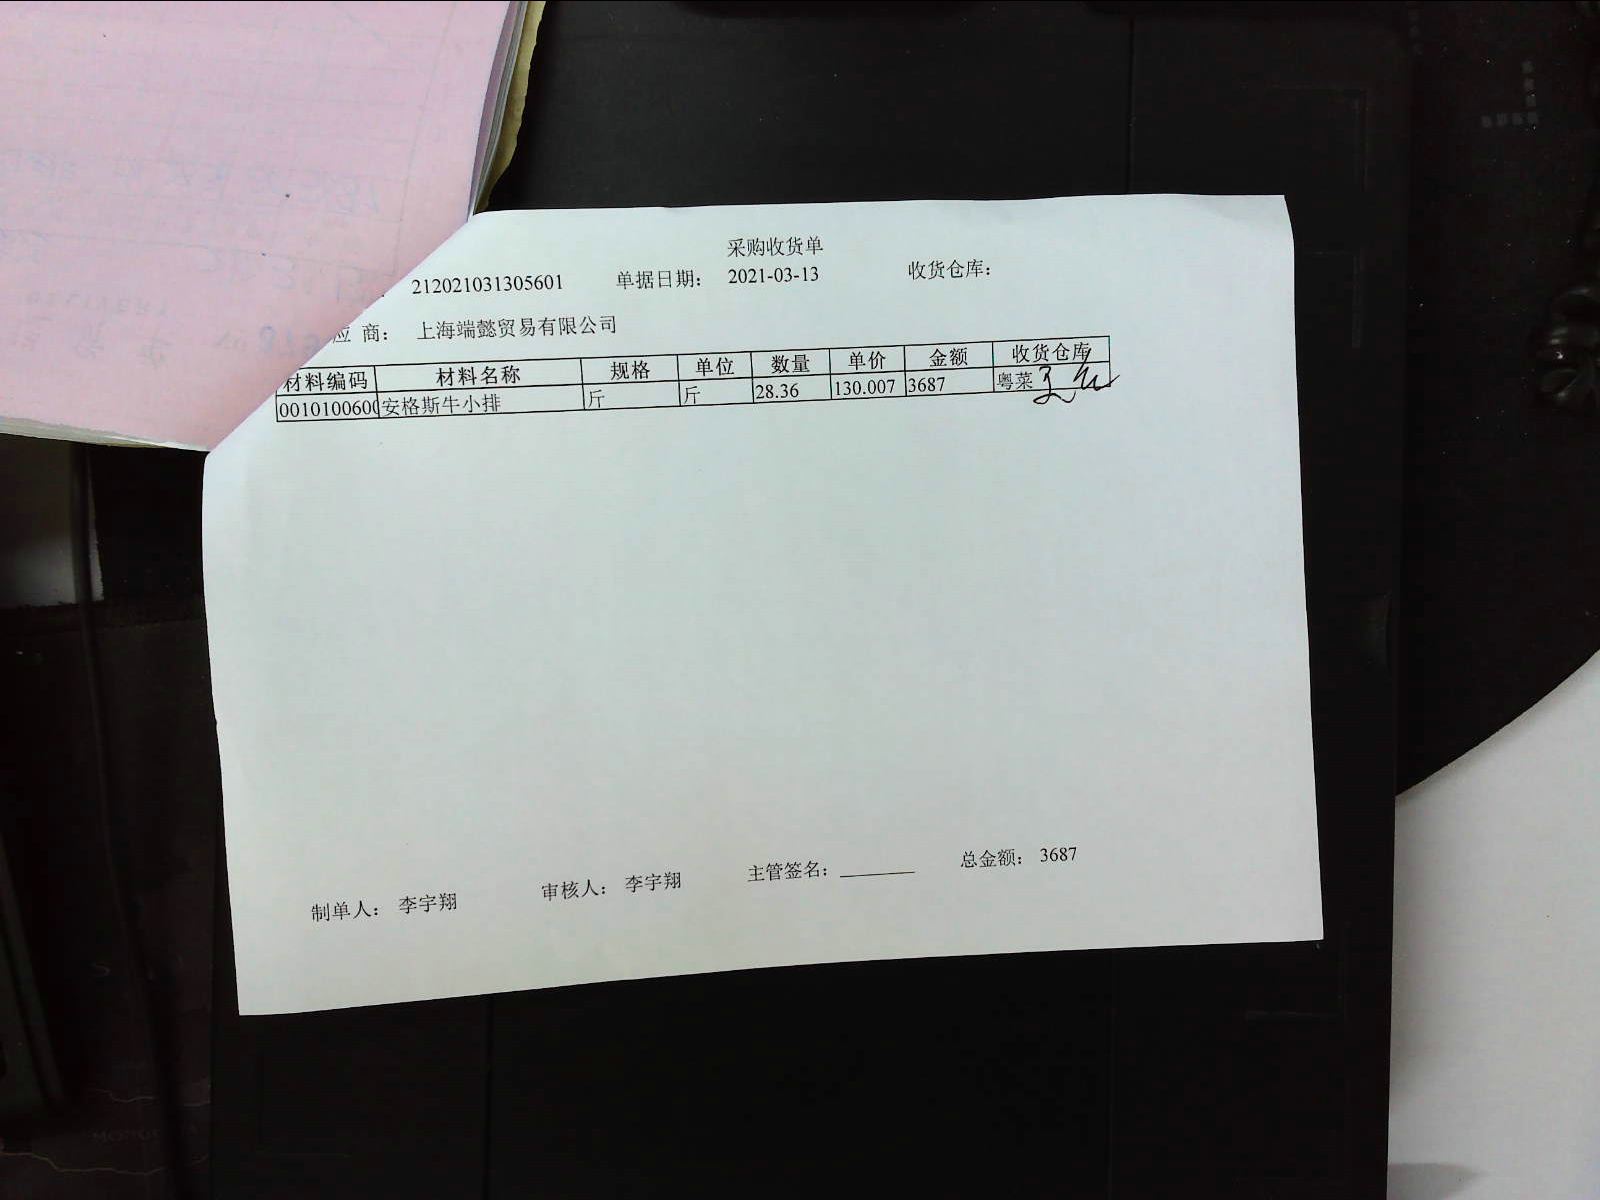 采购收货单
212021031305601 单据日期： 2021-03-13 收货仓库：
应 商： 上海端懿贸易有限公司
材料编码 材料名称 规格 单位 数量 单价 金额 收货仓库
0010100600 安格斯牛小排 斤 斤 28.36 130.007 3687 粤菜
制单人： 李宇翔 审核人： 李宇翔 主管签名： 总金额： 3687